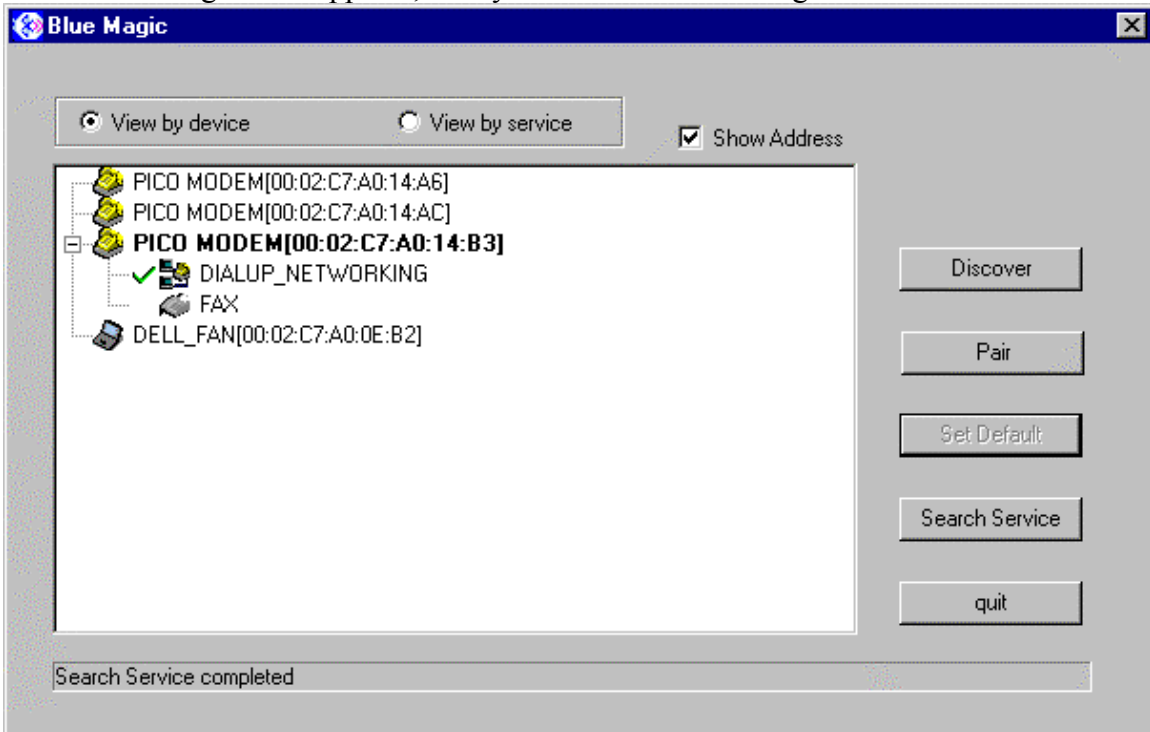 Blue Magic
View by device View by service
Show Address
PICO MODEM[00:02:C7:A0:14:A6]
PICO MODEM[00:02:C7:A0:14:AC]
PICO MODEM[00:02:C7:A0:14:B3]
DIALUP_NETWORKING
FAX
DELL_FAN[00:02:C7:A0:0E:B2]
Discover
Pair
Set Default
Search Service
quit
Search Service completed